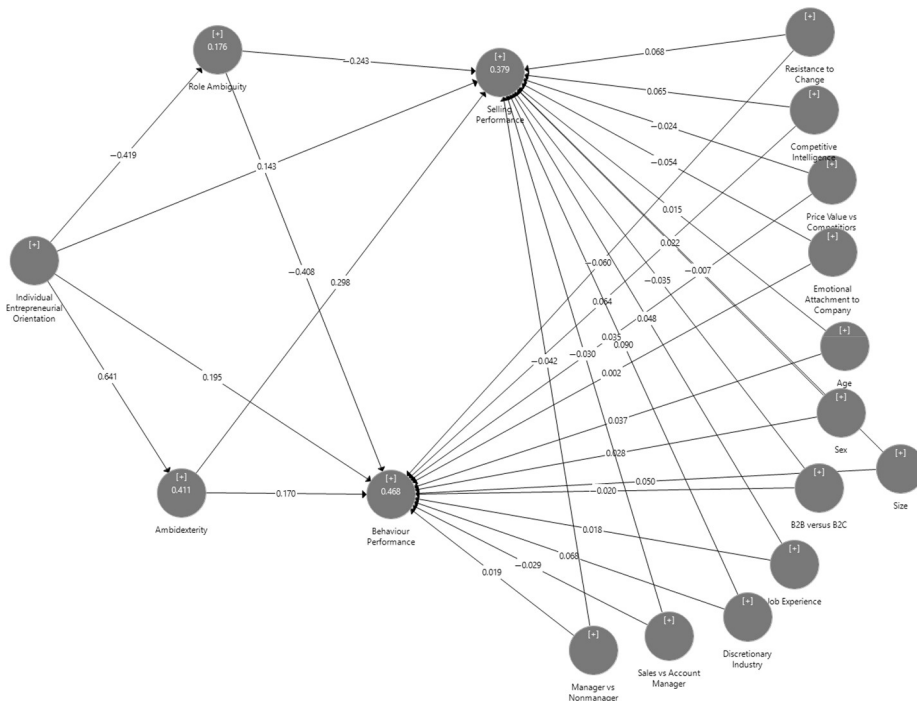 [+]
0.176
Role Ambiguity
[+]
0.379
Selling
Performance
[+]
Resistance to
Change
[+]
Competitive
Intelligence
[+]
Price Value vs
Competitiors
[+]
Emotional
Attachment to
Company
[+]
Age
[+]
Sex
[+]
Size
[+]
B2B versus B2C
[+]
Job Experience
[+]
Discretionary
Industry
[+]
Sales vs Account
Manager
[+]
Manager vs
Nonmanager
[+]
Individual
Entrepreneurial
Orientation
[+]
0.411
Ambidexterity
[+]
0.468
Behaviour
Performance
−0.243
−0.419
0.143
−0.408
0.298
0.641
0.195
0.170
0.068
0.065
−0.024
−0.054
0.015
0.022
−0.007
−0.060
−0.035
0.064
0.048
0.035
0.090
−0.030
−0.042
0.002
0.037
0.028
0.050
−0.020
0.018
0.068
−0.029
0.019